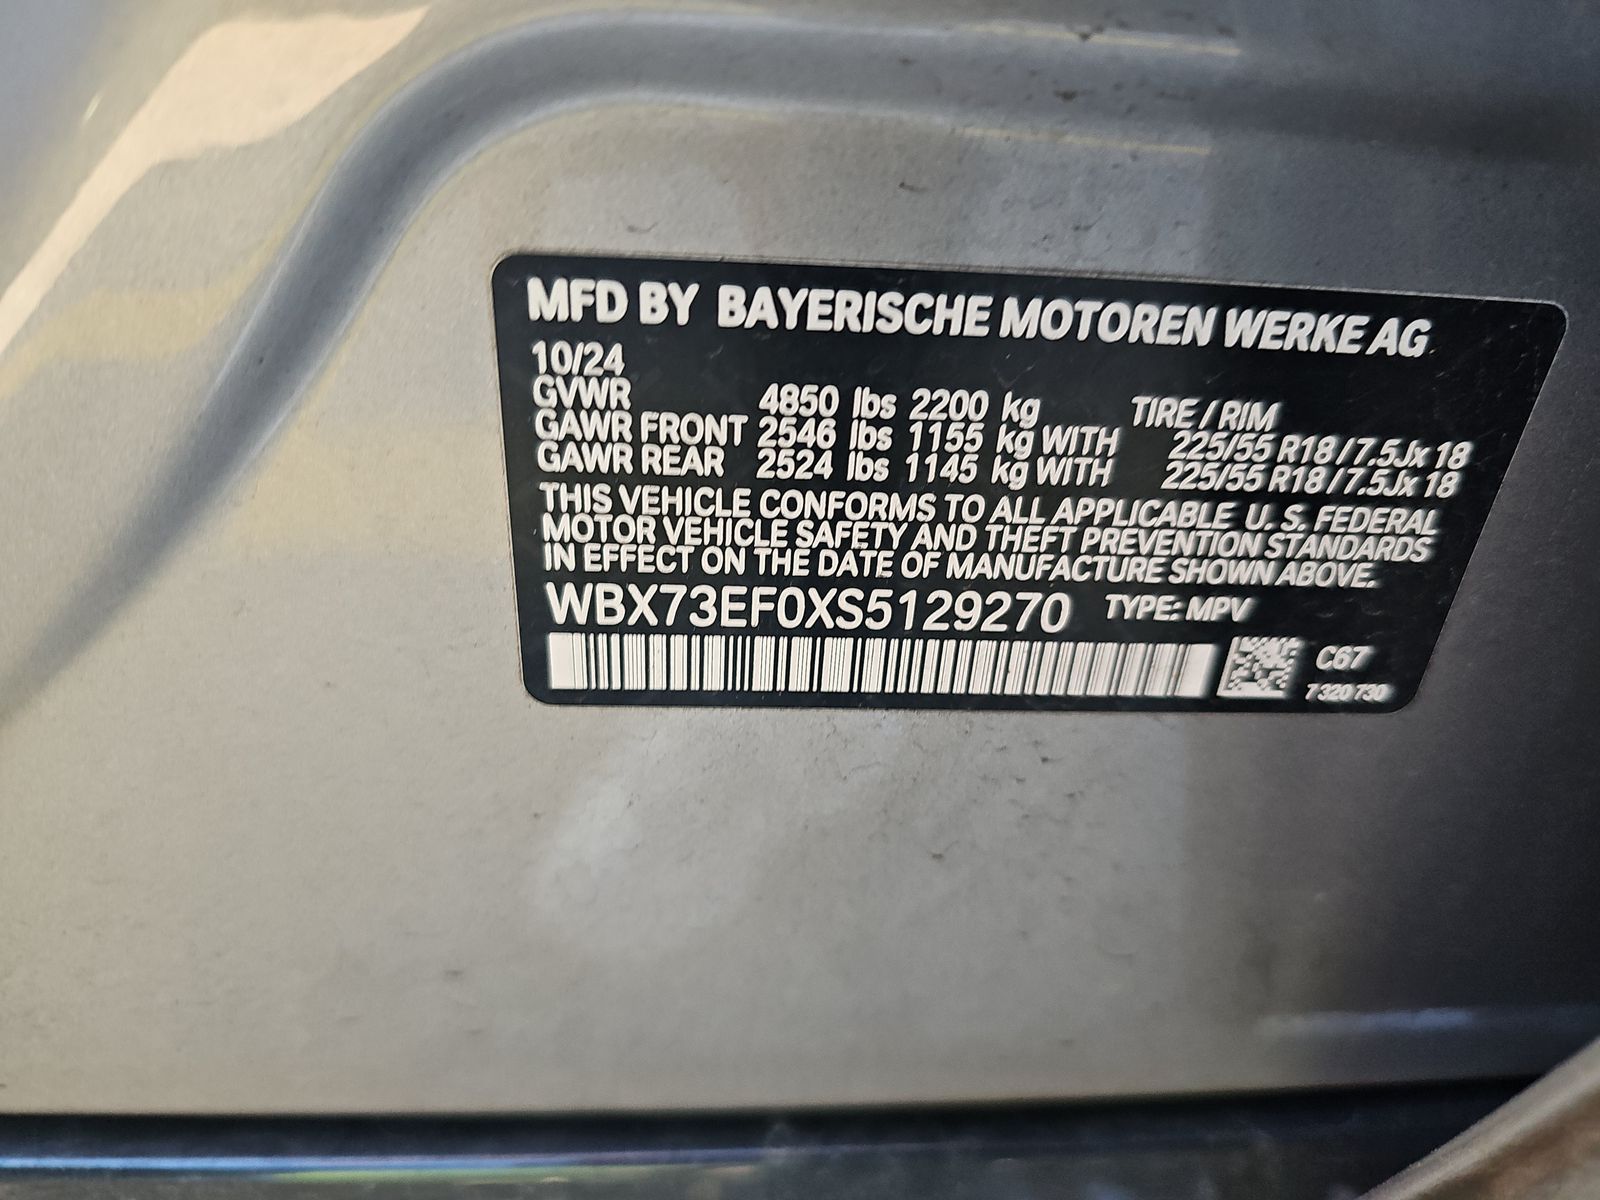 MFD BY BAYERISCHE MOTOREN WERKE AG
10/24
GVWR 4850 lbs 2200 kg TIRE / RIM
GAWR FRONT 2546 lbs 1155 kg WITH 225/55 R18 / 7.5Jx 18
GAWR REAR 2524 lbs 1145 kg WITH 225/55 R18 / 7.5Jx 18
THIS VEHICLE CONFORMS TO ALL APPLICABLE U. S. FEDERAL
MOTOR VEHICLE SAFETY AND THEFT PREVENTION STANDARDS
IN EFFECT ON THE DATE OF MANUFACTURE SHOWN ABOVE.
WBX73EF0XS5129270 TYPE: MPV
C67
7 320 730